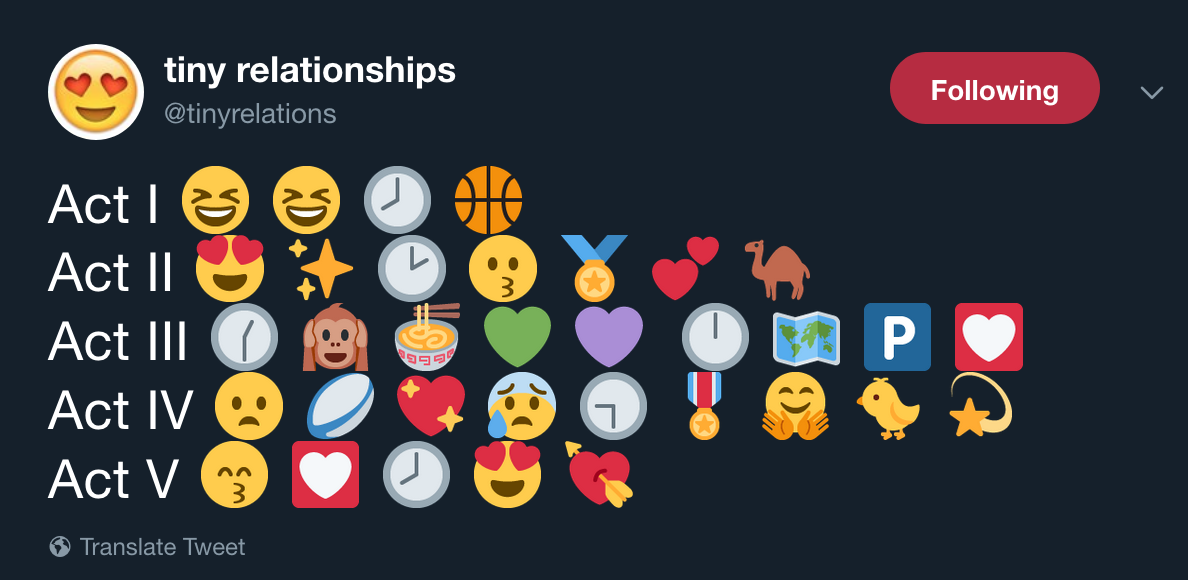 tiny relationships
@tinyrelations
Following
Act I 😆 😆 🕗 🏀
Act II 😍 ✨ 🕑 😗 🏅 💕 🐪
Act III 🕐 🙉 🍜 💚 💜 🕛 🗺 🅿 💟
Act IV 🙁 🏉 💖 😰 🕤 🎖 🤗 🐤 💫
Act V 😙 💟 🕗 😍 💘
Translate Tweet